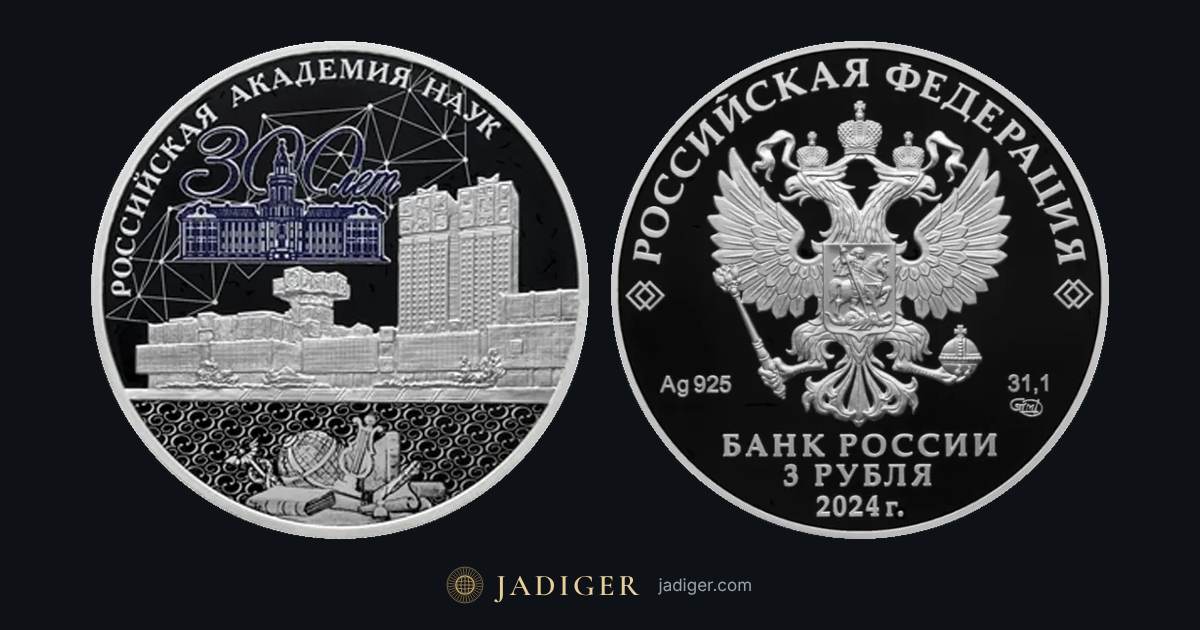 РОССИЙСКАЯ АКАДЕМИЯ НАУК
300 лет
РОССИЙСКАЯ ФЕДЕРАЦИЯ
Ag 925
31,1
БАНК РОССИИ
3 РУБЛЯ
2024 г.
JADIGER
jadiger.com